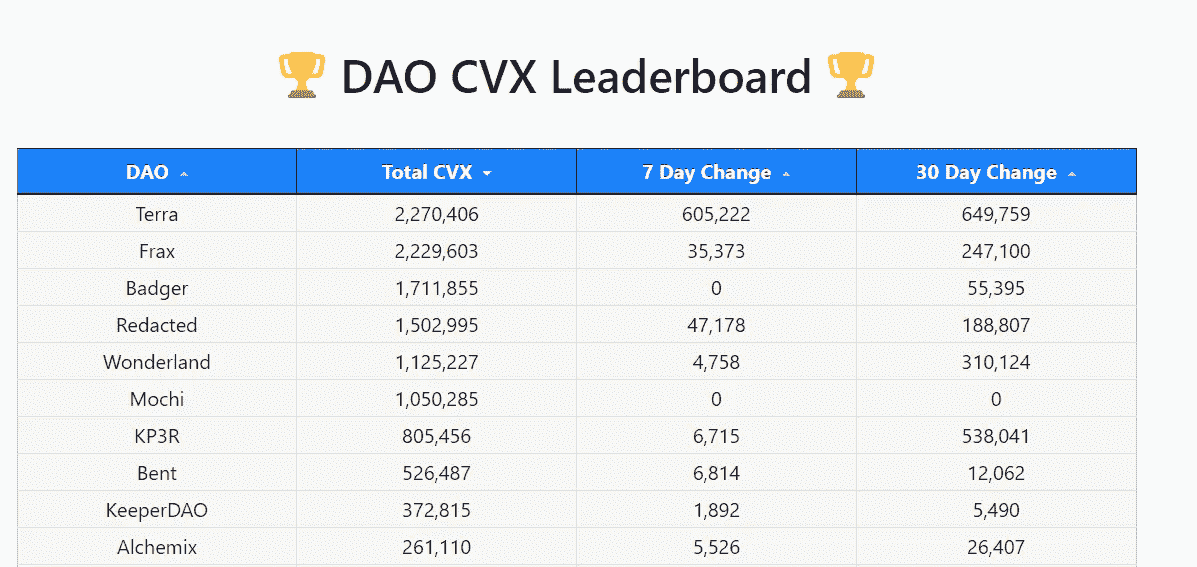 🏆 DAO CVX Leaderboard 🏆
DAO Total CVX 7 Day Change 30 Day Change
Terra 2,270,406 605,222 649,759
Frax 2,229,603 35,373 247,100
Badger 1,711,855 0 55,395
Redacted 1,502,995 47,178 188,807
Wonderland 1,125,227 4,758 310,124
Mochi 1,050,285 0 0
KP3R 805,456 6,715 538,041
Bent 526,487 6,814 12,062
KeeperDAO 372,815 1,892 5,490
Alchemix 261,110 5,526 26,407